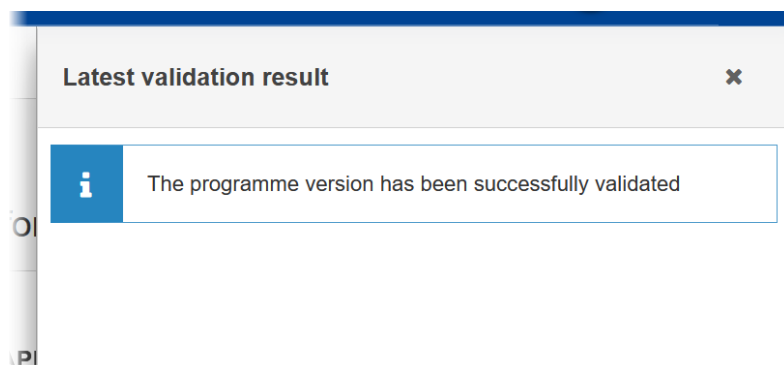 Latest validation result
The programme version has been successfully validated